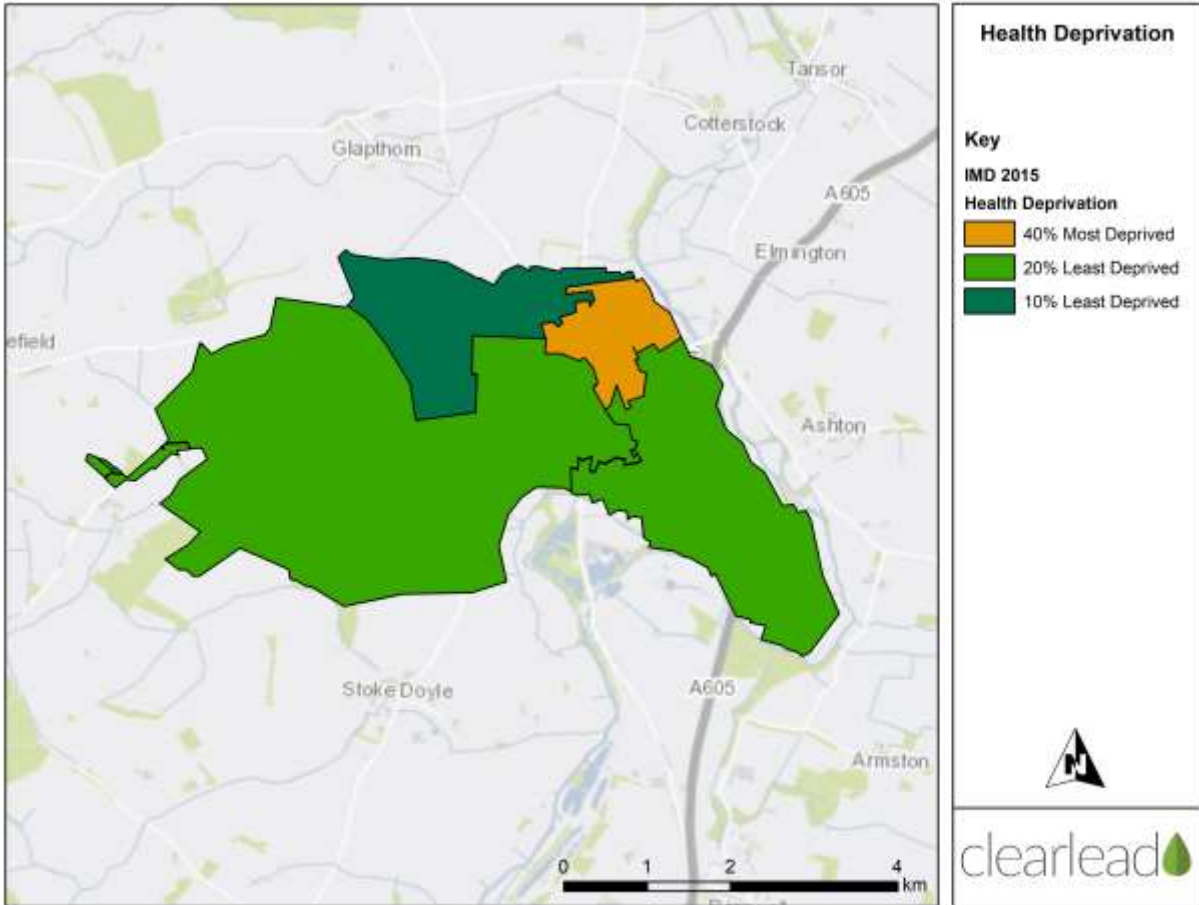 Health Deprivation
Key
IMD 2015
Health Deprivation
40% Most Deprived
20% Least Deprived
10% Least Deprived
Tansor
Cotterstock
Glapthorn
A605
Elmington
efield
Ashton
Stoke Doyle
A605
Armston
N
0 1 2 4
km
clearlead